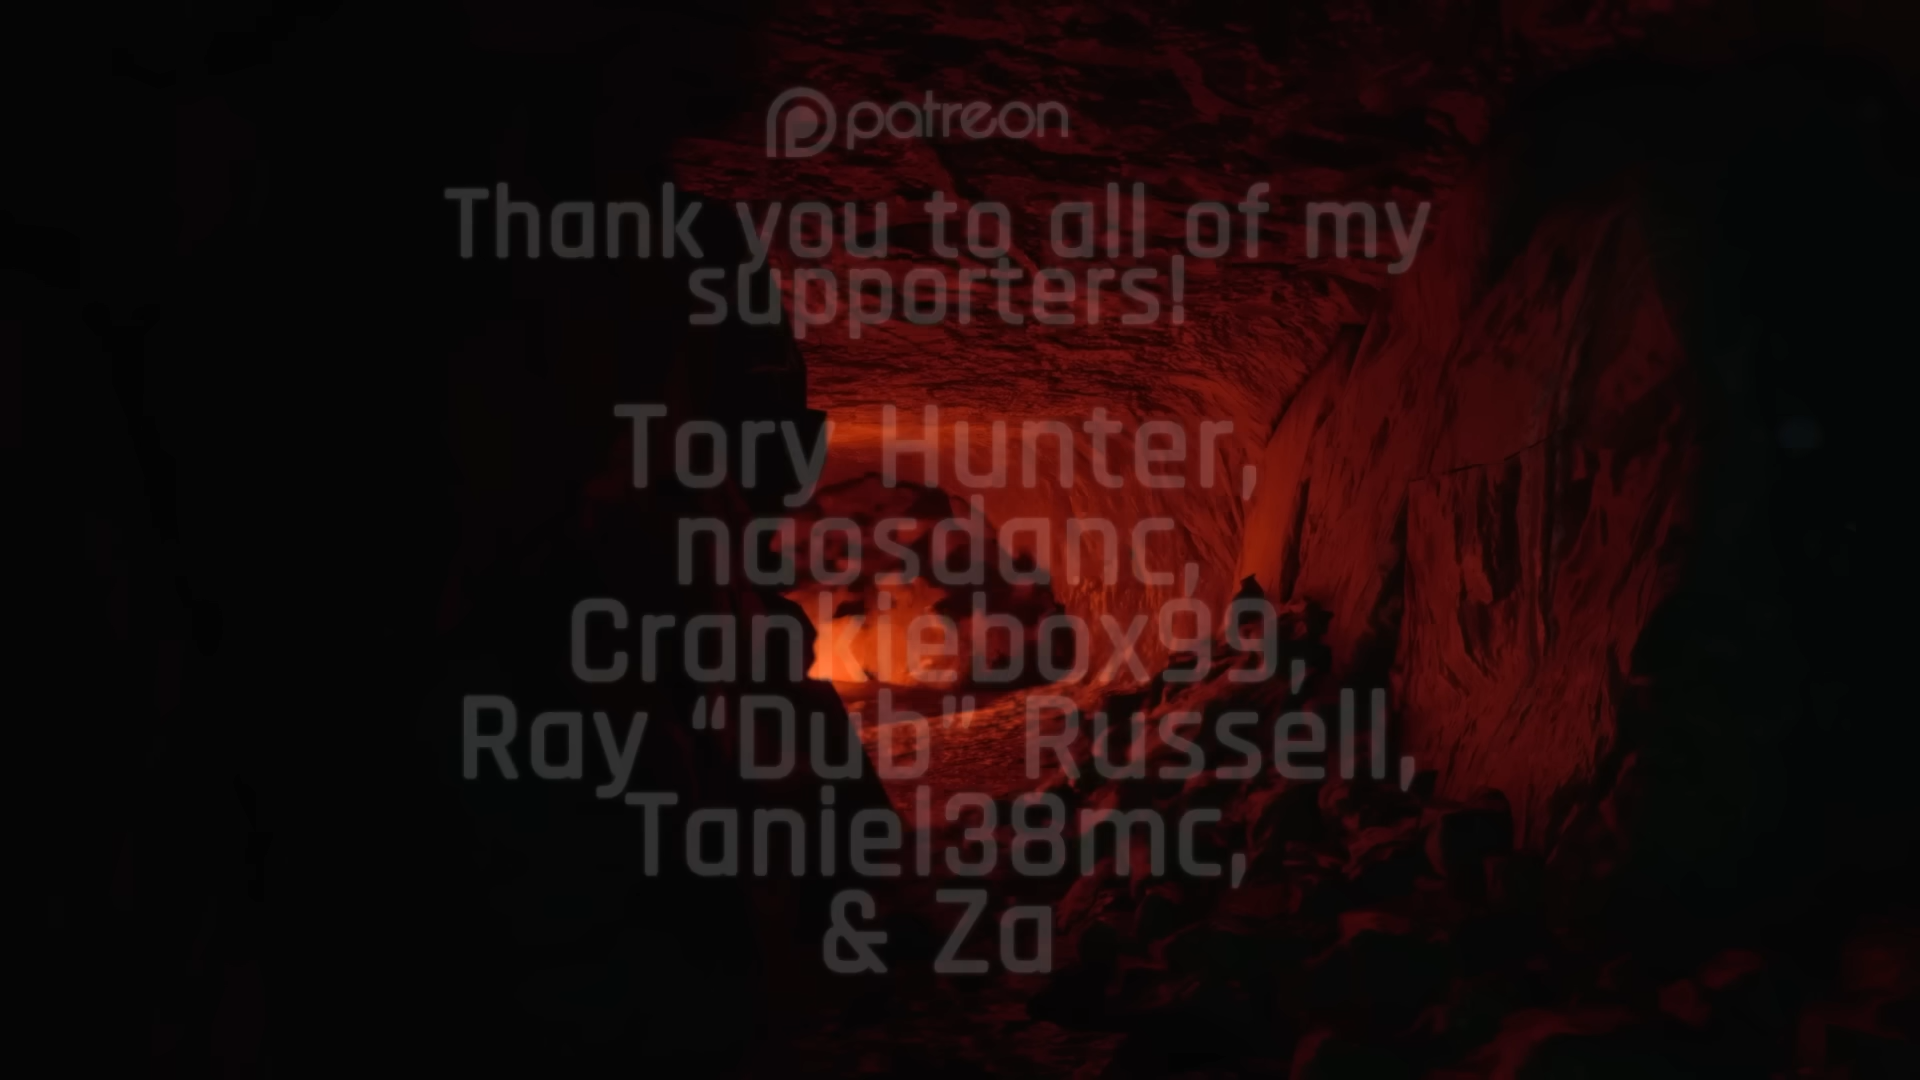 patreon
Thank you to all of my
supporters!
Tory Hunter,
naosdanc,
Crankiebox99,
Ray “Dub” Russell,
Taniel38mc,
& Za